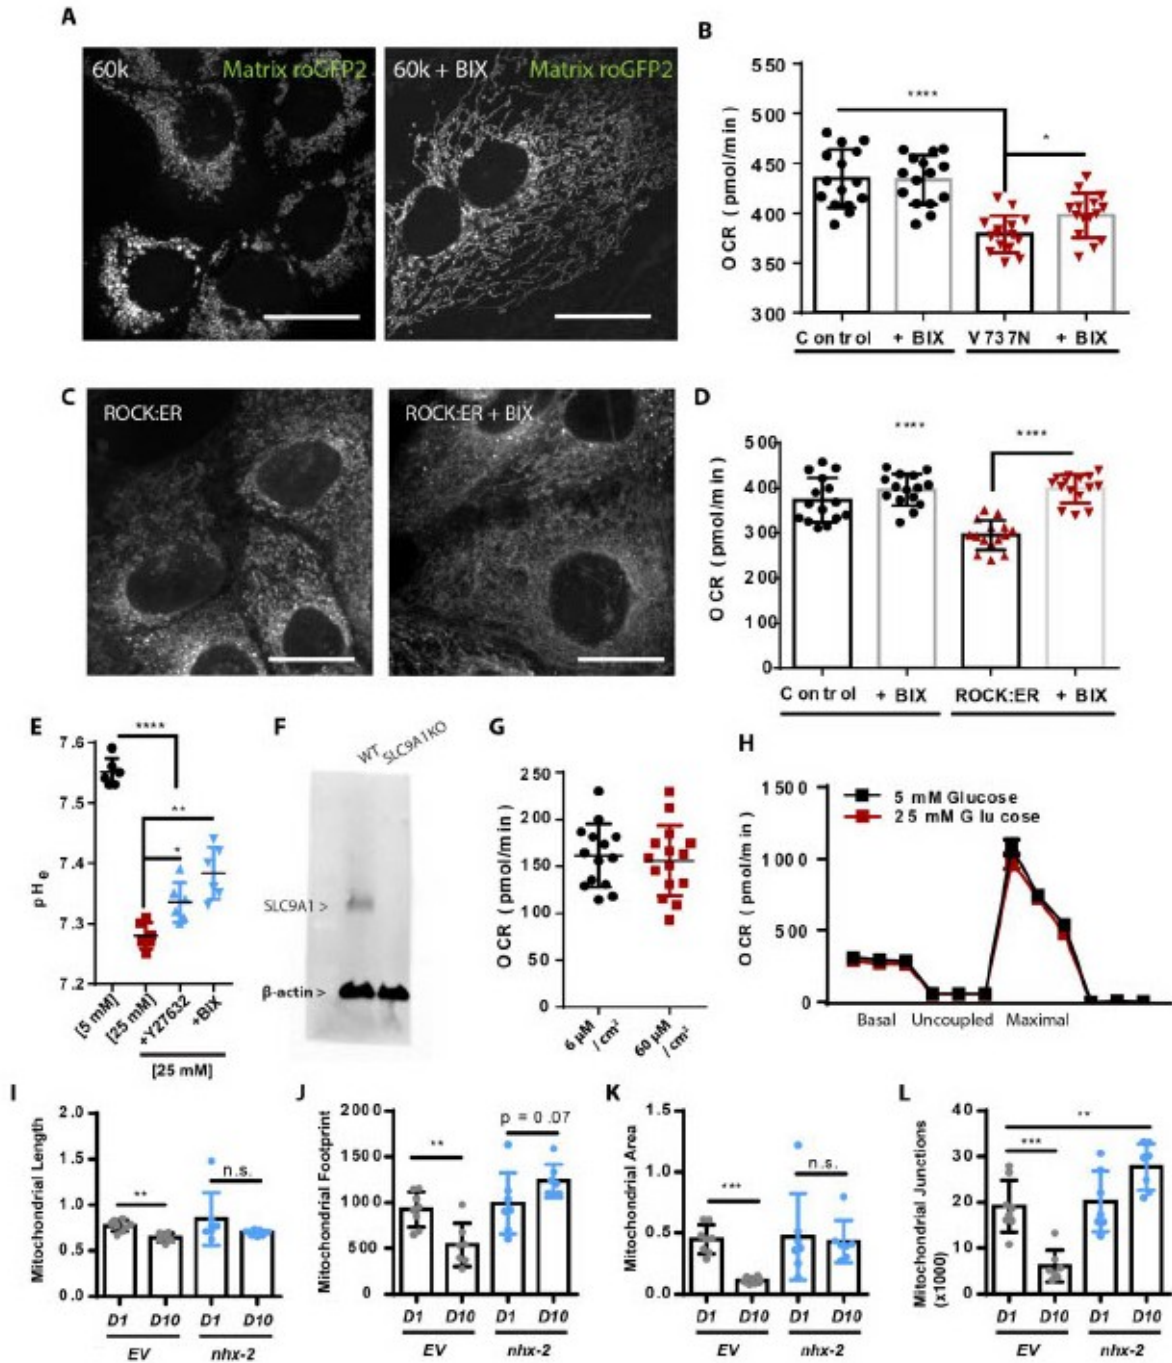 A
60k
Matrix roGFP2
60k + BIX
Matrix roGFP2
B
550
500
450
400
350
300
OCR (pmol/min)
****
*
Control
+ BIX
V737N
+ BIX
C
ROCK:ER
ROCK:ER + BIX
D
500
400
300
200
100
0
OCR (pmol/min)
****
****
Control
+ BIX
ROCK:ER
+ BIX
E
7.6
7.5
7.4
7.3
7.2
pHe
****
**
*
[5 mM]
[25 mM]
+Y27632
+BIX
[25 mM]
F
WT
SLC9A1KO
SLC9A1 >
β-actin >
G
250
200
150
100
50
0
OCR (pmol/min)
6 µM
/ cm²
60 µM
/ cm²
H
1500
1000
500
0
OCR (pmol/min)
5 mM Glucose
25 mM Glucose
Basal
Uncoupled
Maximal
I
2.0
1.5
1.0
0.5
0.0
Mitochondrial Length
**
n.s.
D1
D10
D1
D10
EV
nhx-2
J
2000
1500
1000
500
0
Mitochondrial Footprint
**
p = 0.07
D1
D10
D1
D10
EV
nhx-2
K
1.5
1.0
0.5
0.0
Mitochondrial Area
***
n.s.
D1
D10
D1
D10
EV
nhx-2
L
40
30
20
10
0
Mitochondrial Junctions
(x1000)
**
***
D1
D10
D1
D10
EV
nhx-2